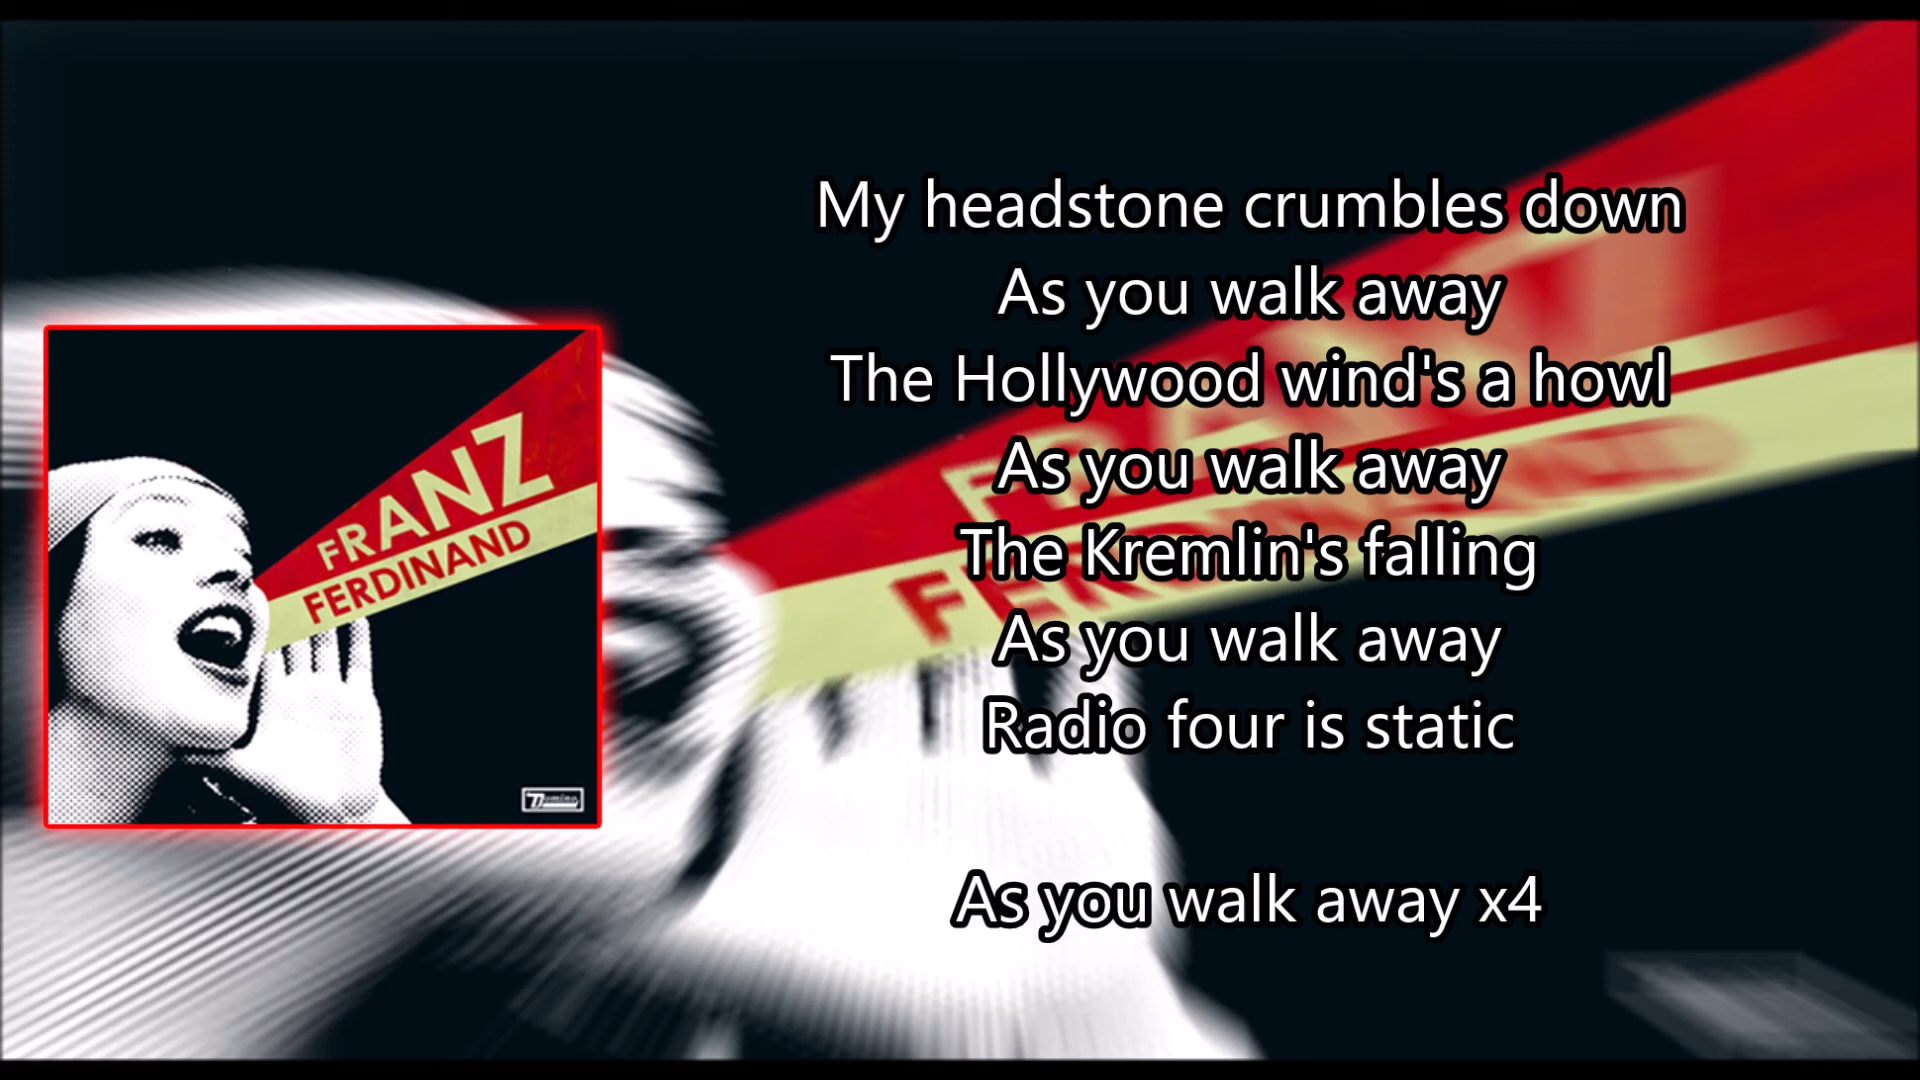 My headstone crumbles down
As you walk away
The Hollywood wind's a howl
As you walk away
The Kremlin's falling
As you walk away
Radio four is static
As you walk away x4
FRANZ
FERDINAND
Domino